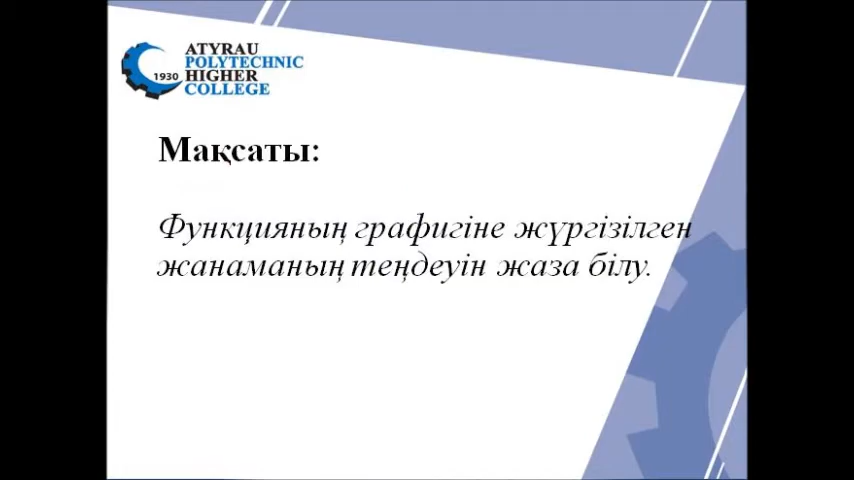 ATYRAU
POLYTECHNIC
1930 HIGHER
COLLEGE
Мақсаты:
Функцияның графигіне жүргізілген
жанаманың теңдеуін жаза білу.